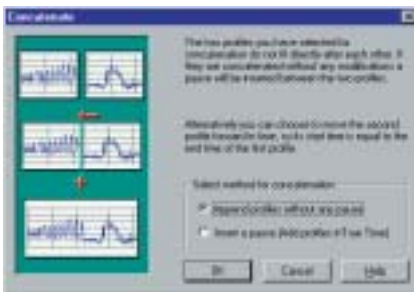 Concatenate
The two profiles you have selected to
concatenation do not fit directly after each other. If
they are concatenated without any modifications a
pause will be inserted between the two profiles.
Alternatively you can choose to move the second
profile forward in time, so its start time is equal to the
end time of the first profile.
Select method for concatenation
Append profiles without any pause
Insert a pause (Add profiles in True Time)
OK
Cancel
Help